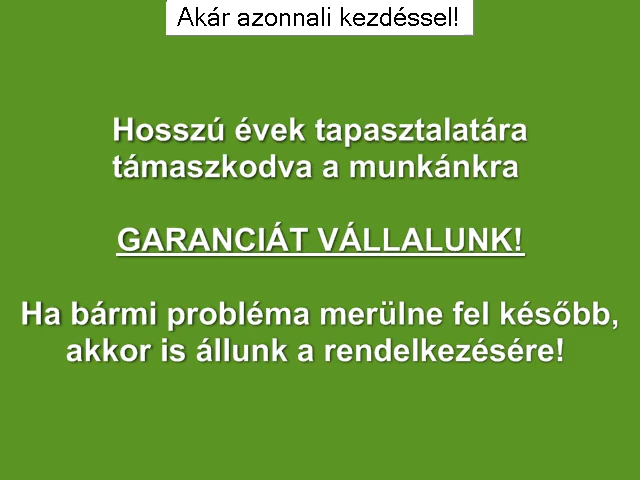 Akár azonnali kezdéssel!
Hosszú évek tapasztalatára
támaszkodva a munkánkra
GARANCIÁT VÁLLALUNK!
Ha bármi probléma merülne fel később,
akkor is állunk a rendelkezésére!